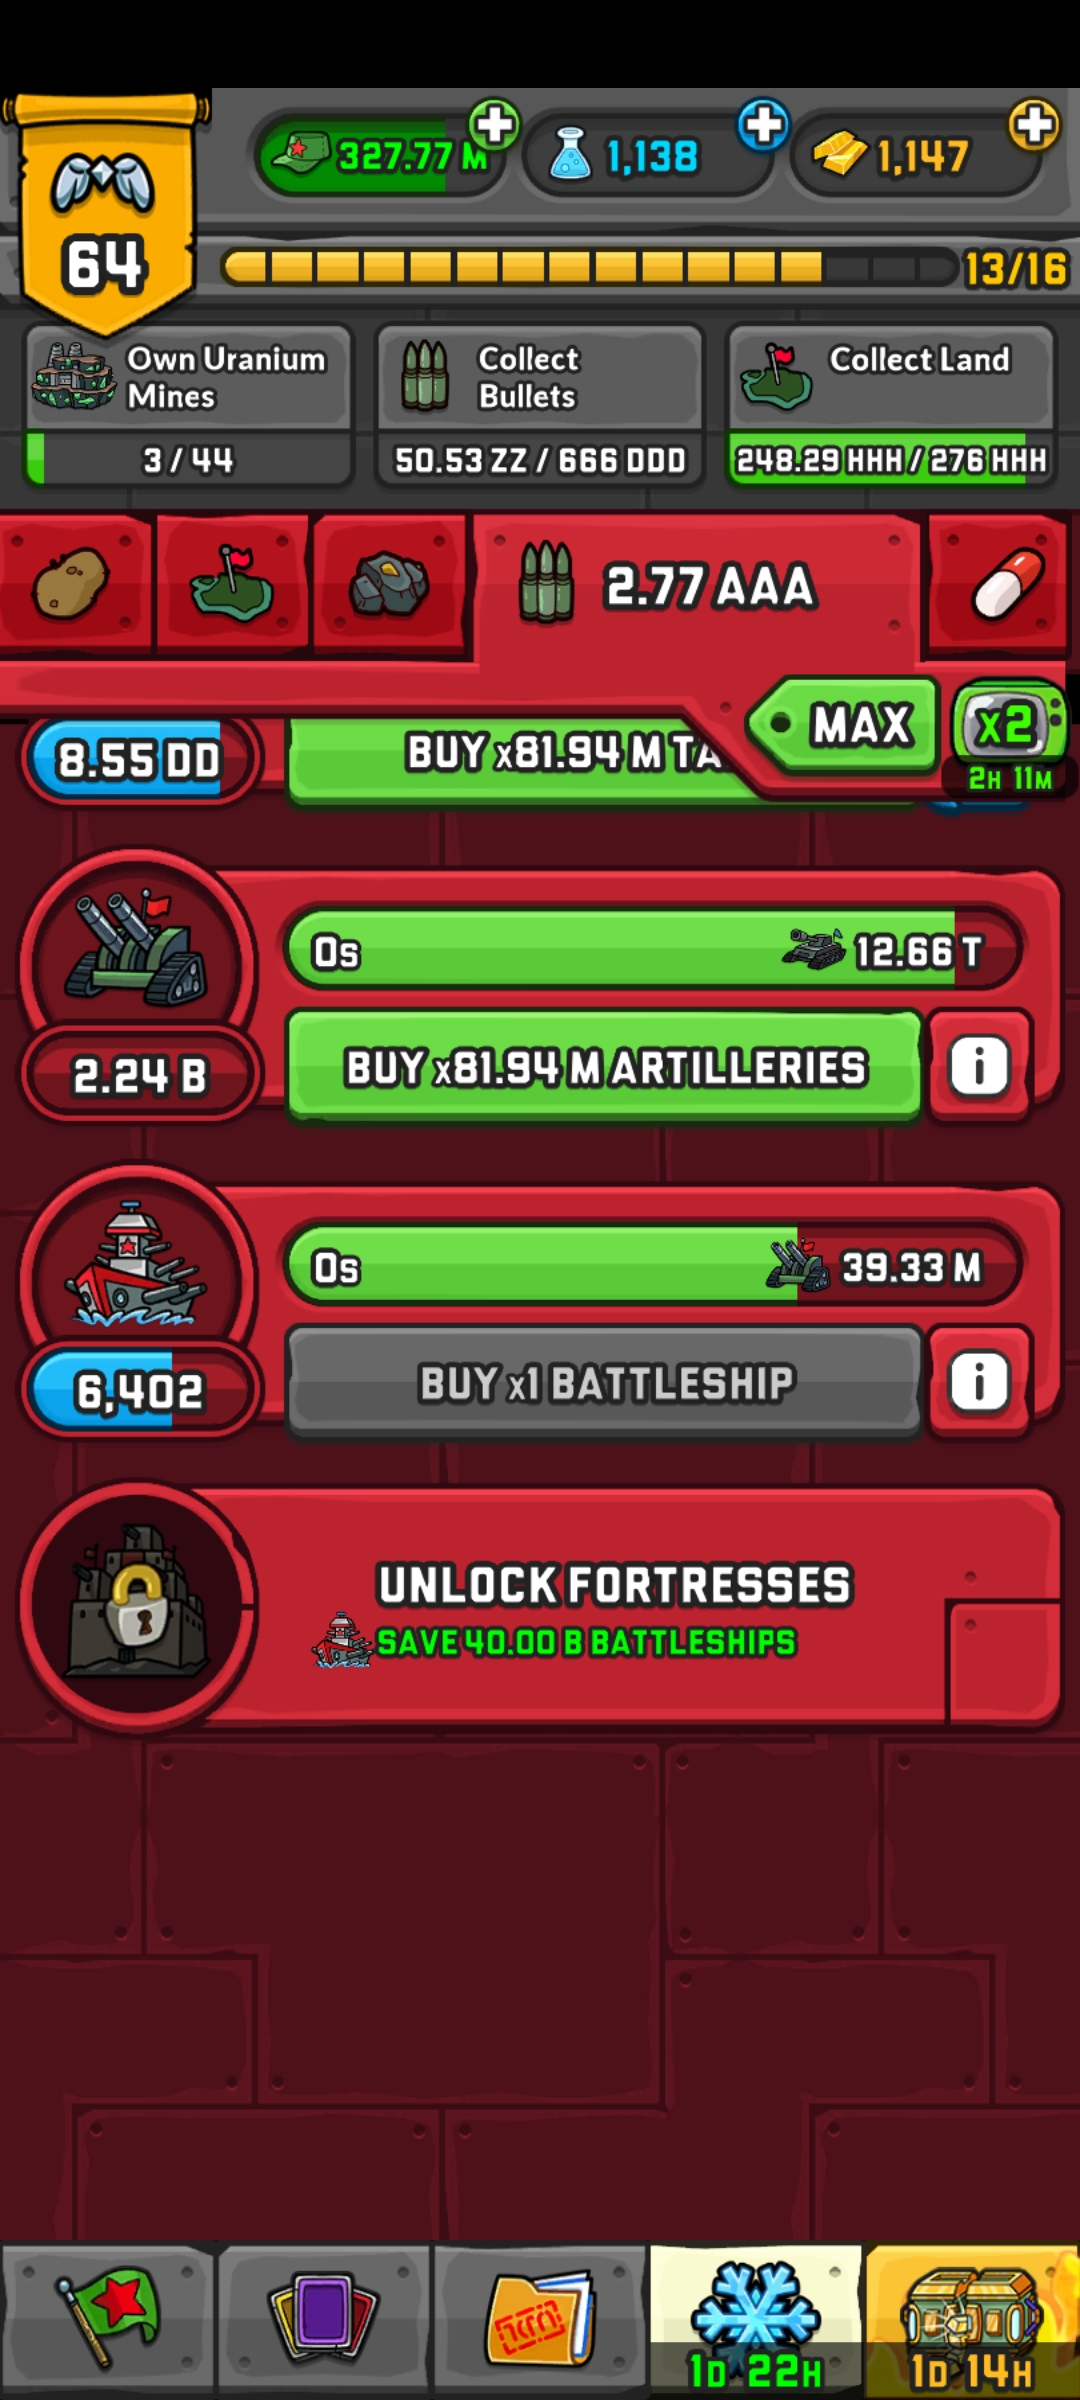 327.77 M
1,138
1,147
64
13/16
Own Uranium
Mines
3 / 44
Collect
Bullets
50.53 ZZ / 666 DDD
Collect Land
248.29 HHH / 276 HHH
2.77 AAA
MAX
x2
2H 11M
8.55 DD
BUY x81.94 M TA
0s
12.66 T
2.24 B
BUY x81.94 M ARTILLERIES
i
0s
39.33 M
6,402
BUY x1 BATTLESHIP
i
UNLOCK FORTRESSES
SAVE 40.00 B BATTLESHIPS
1D 22H
1D 14H